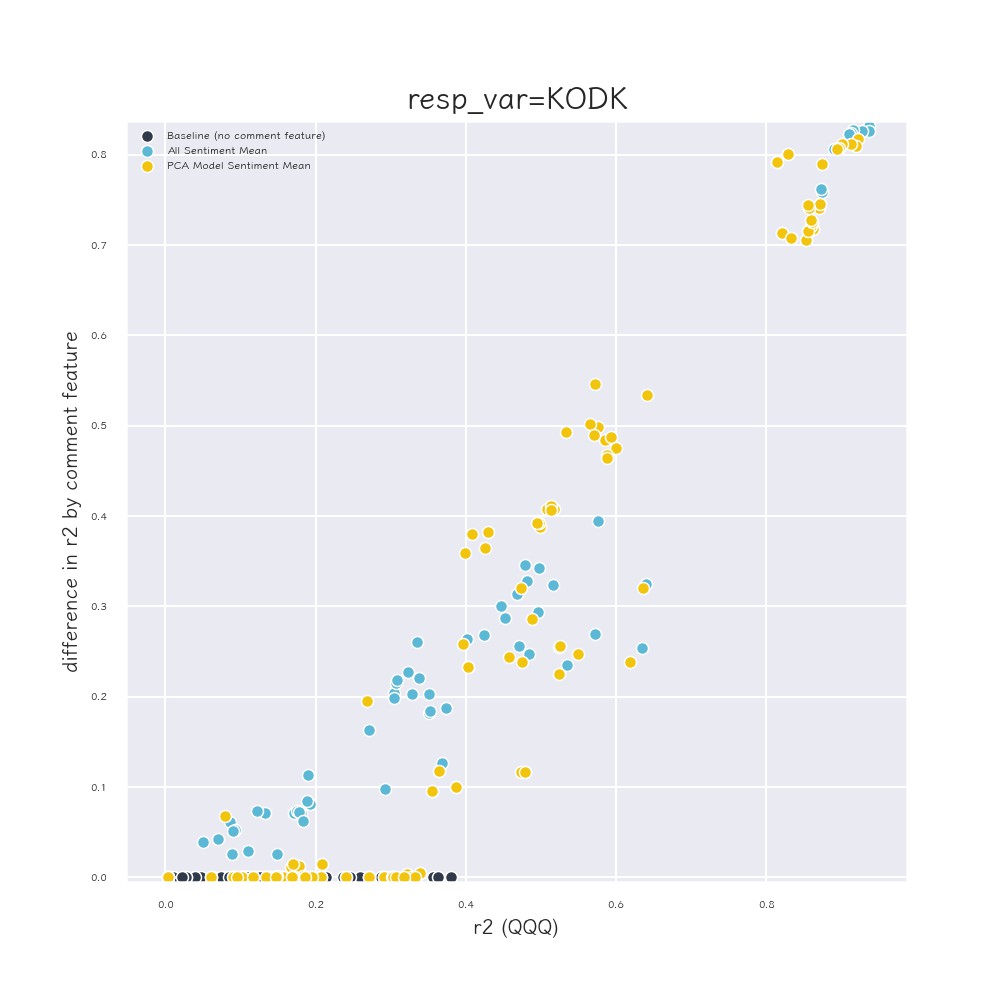 resp_var=KODK
Baseline (no comment feature)
All Sentiment Mean
PCA Model Sentiment Mean
difference in r2 by comment feature
0.8
0.7
0.6
0.5
0.4
0.3
0.2
0.1
0.0
0.0 0.2 0.4 0.6 0.8
r2 (QQQ)